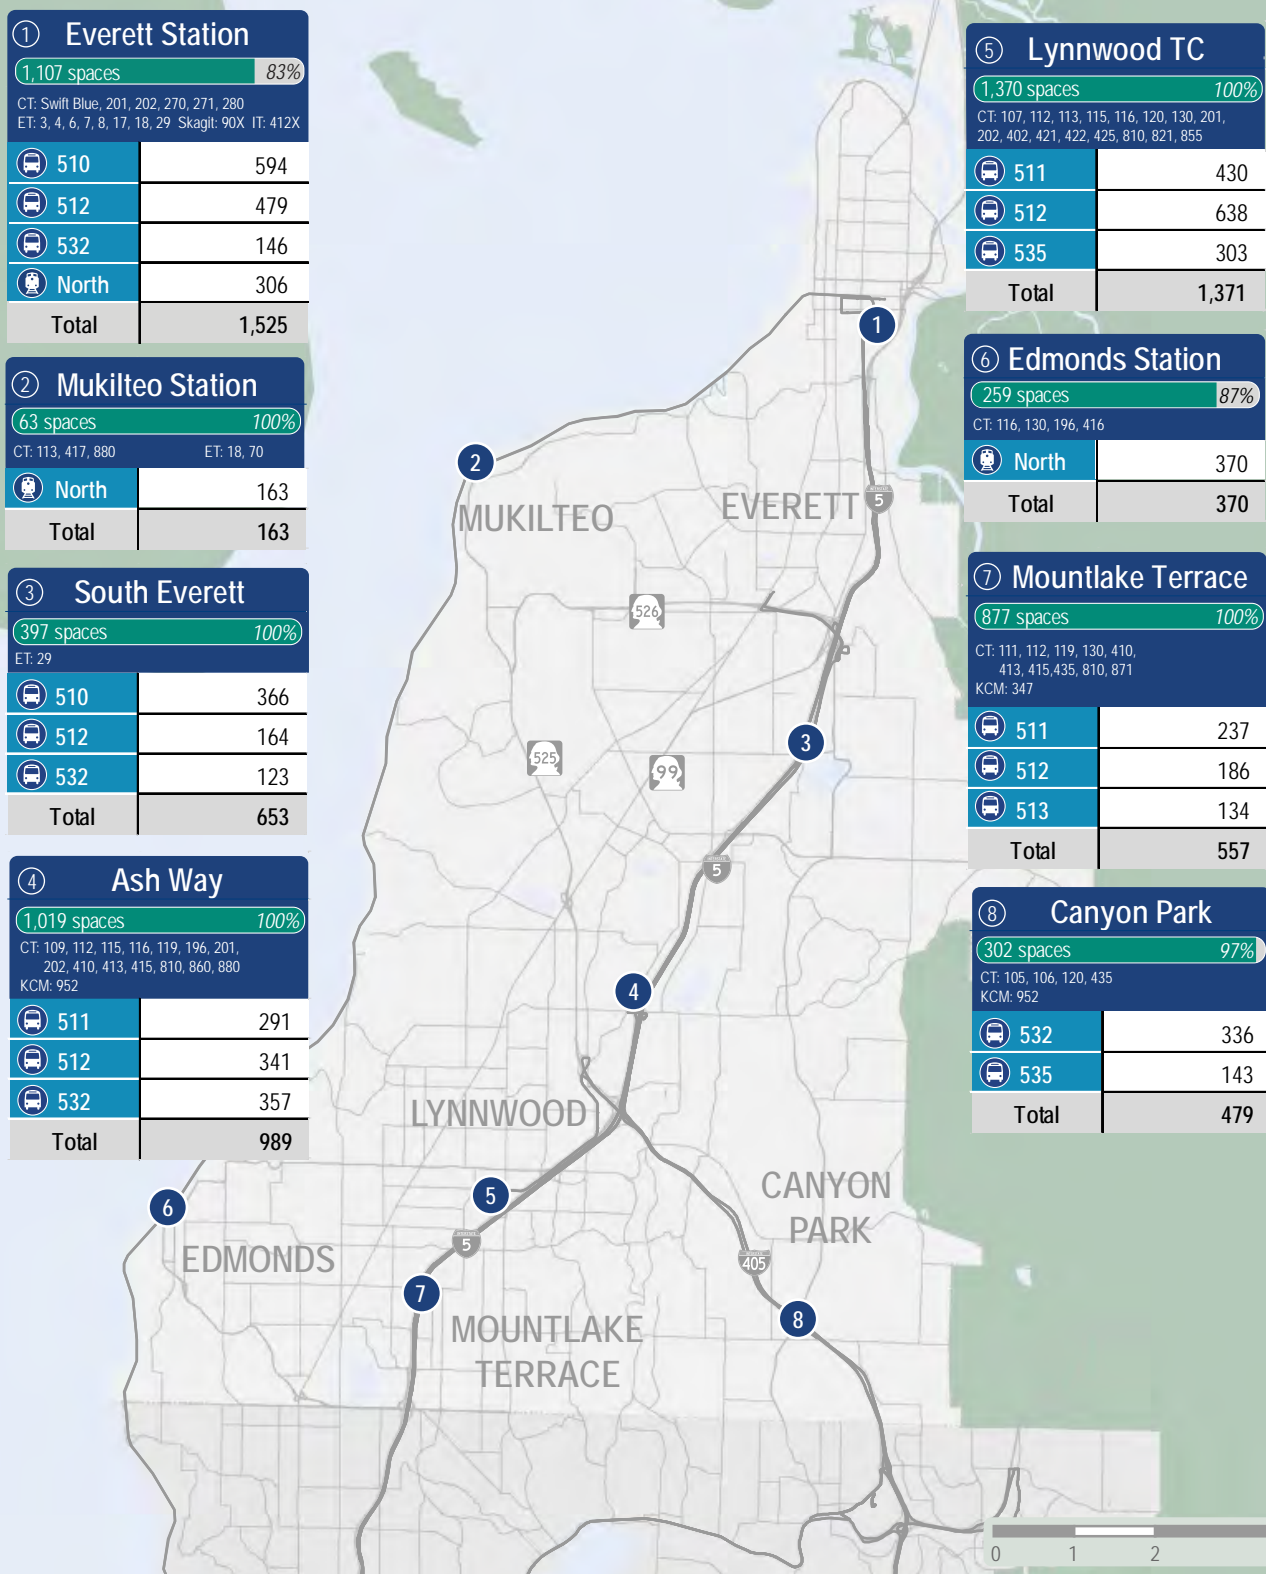 1 Everett Station
1,107 spaces 83%
CT: Swift Blue, 201, 202, 270, 271, 280
ET: 3, 4, 6, 7, 8, 17, 18, 29 Skagit: 90X IT: 412X
510 594
512 479
532 146
North 306
Total 1,525
2 Mukilteo Station
63 spaces 100%
CT: 113, 417, 880 ET: 18, 70
North 163
Total 163
3 South Everett
397 spaces 100%
ET: 29
510 366
512 164
532 123
Total 653
4 Ash Way
1,019 spaces 100%
CT: 109, 112, 115, 116, 119, 196, 201,
202, 410, 413, 415, 810, 860, 880
KCM: 952
511 291
512 341
532 357
Total 989
5 Lynnwood TC
1,370 spaces 100%
CT: 107, 112, 113, 115, 116, 120, 130, 201,
202, 402, 421, 422, 425, 810, 821, 855
511 430
512 638
535 303
Total 1,371
6 Edmonds Station
259 spaces 87%
CT: 116, 130, 196, 416
North 370
Total 370
7 Mountlake Terrace
877 spaces 100%
CT: 111, 112, 119, 130, 410,
413, 415,435, 810, 871
KCM: 347
511 237
512 186
513 134
Total 557
8 Canyon Park
302 spaces 97%
CT: 105, 106, 120, 435
KCM: 952
532 336
535 143
Total 479
1
2
MUKILTEO
EVERETT
5
526
3
525
99
5
4
LYNNWOOD
5
CANYON
PARK
6
EDMONDS
5
405
7
8
MOUNTLAKE
TERRACE
0 1 2